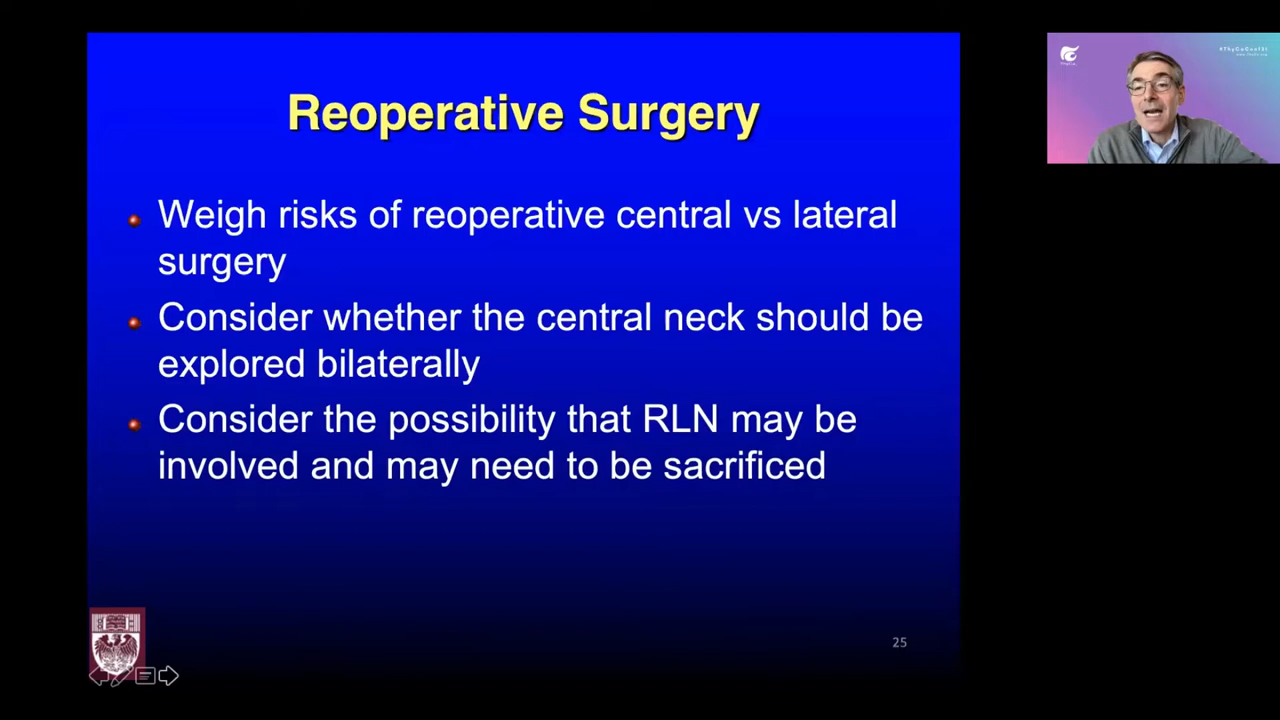 Reoperative Surgery
Weigh risks of reoperative central vs lateral
surgery
Consider whether the central neck should be
explored bilaterally
Consider the possibility that RLN may be
involved and may need to be sacrificed
25